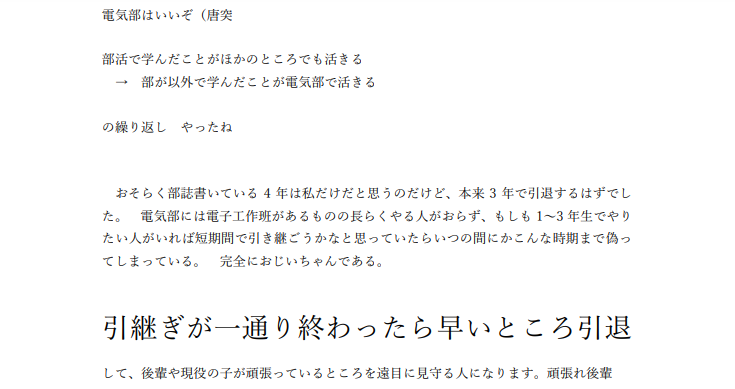 電気部はいいぞ（唐突
部活で学んだことがほかのところでも活きる
→　部が以外で学んだことが電気部で活きる
の繰り返し　やったね
おそらく部誌書いている 4 年は私だけだと思うのだけど、本来 3 年で引退するはずでし
た。　電気部には電子工作班があるものの長らくやる人がおらず、もしも 1～3 年生でやり
たい人がいれば短期間で引き継ごうかなと思っていたらいつの間にかこんな時期まで偽っ
てしまっている。　完全におじいちゃんである。
引継ぎが一通り終わったら早いところ引退
して、後輩や現役の子が頑張っているところを遠目に見守る人になります。頑張れ後輩